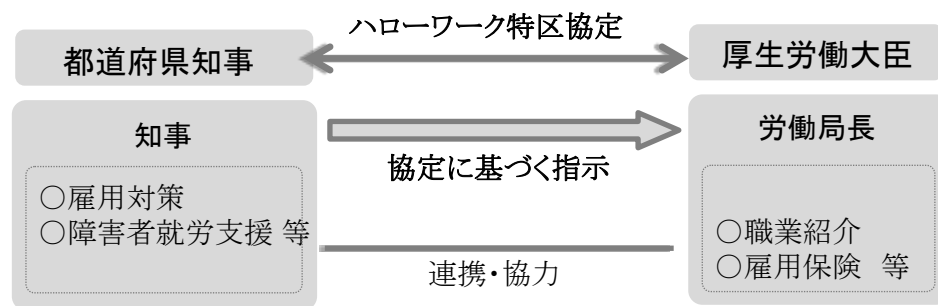 ハローワーク特区協定
都道府県知事
厚生労働大臣
知事
労働局長
協定に基づく指示
○雇用対策
○障害者就労支援 等
○職業紹介
○雇用保険 等
連携・協力